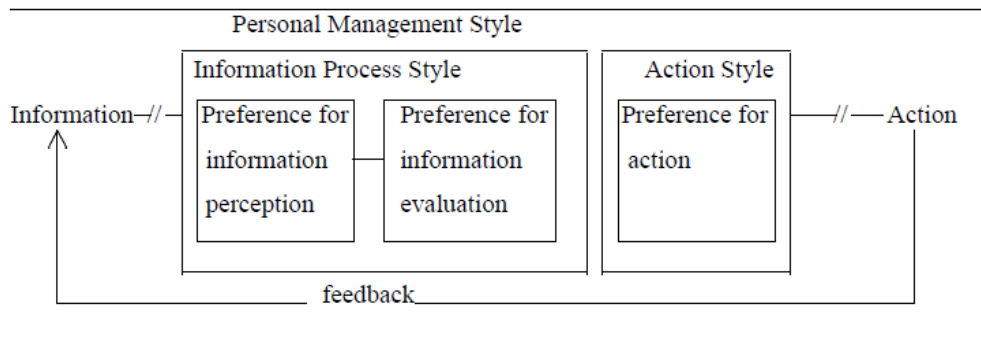 Personal Management Style
Information Process Style
Action Style
Information
Preference for
information
perception
Preference for
information
evaluation
Preference for
action
Action
feedback